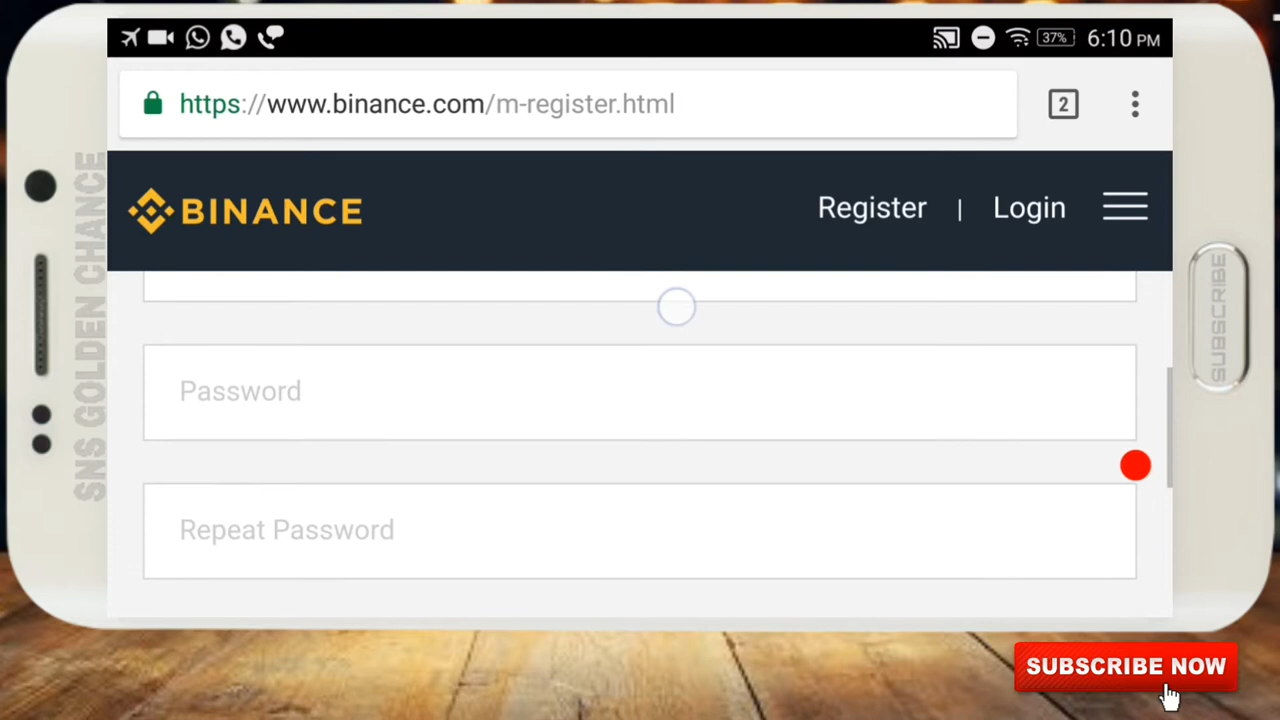 37%
6:10 PM
https://www.binance.com/m-register.html
2
BINANCE
Register | Login
Password
Repeat Password
SNS GOLDEN CHANCE
SUBSCRIBE
SUBSCRIBE NOW